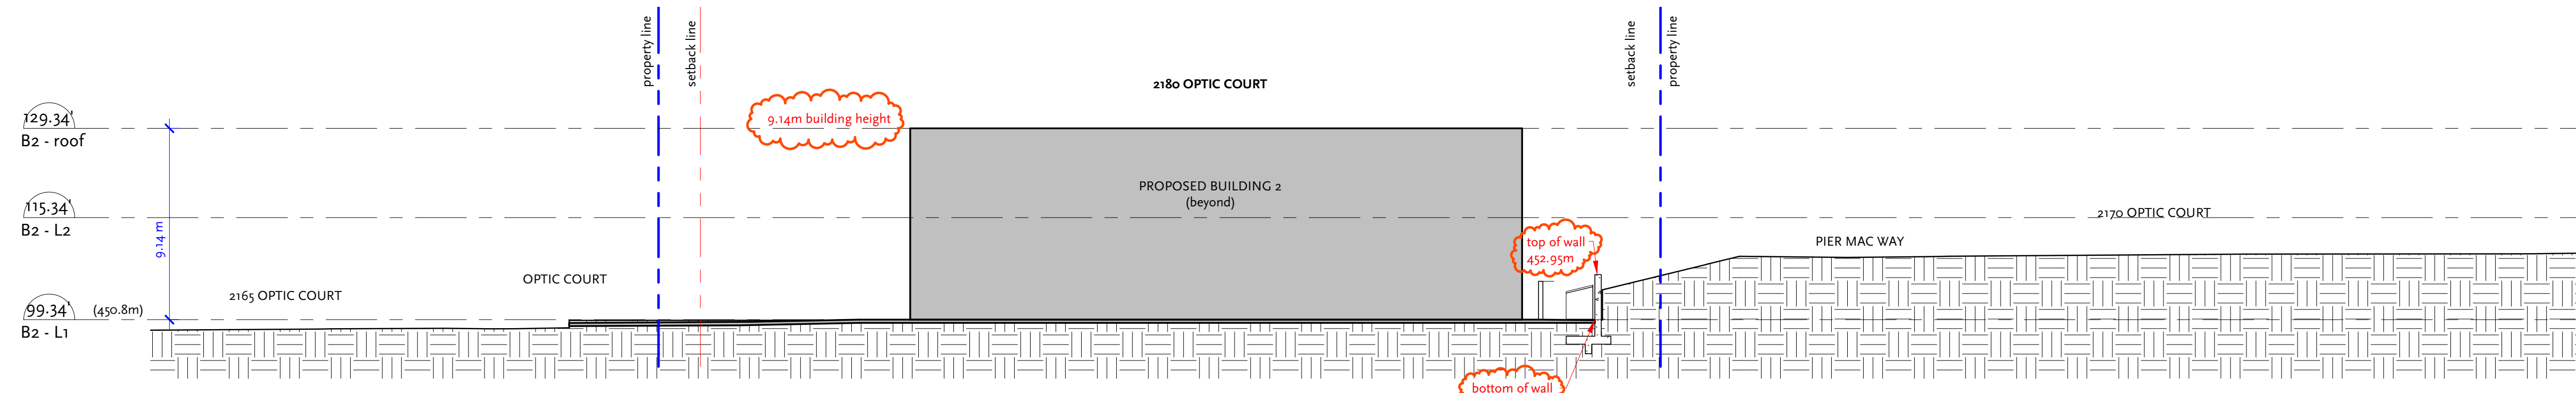 property line
setback line
setback line
property line
2180 OPTIC COURT
129.34'
B2 - roof
9.14m building height
PROPOSED BUILDING 2
(beyond)
115.34'
B2 - L2
2170 OPTIC COURT
9.14 m
top of wall
452.95m
PIER MAC WAY
OPTIC COURT
2165 OPTIC COURT
99.34'
(450.8m)
B2 - L1
bottom of wall